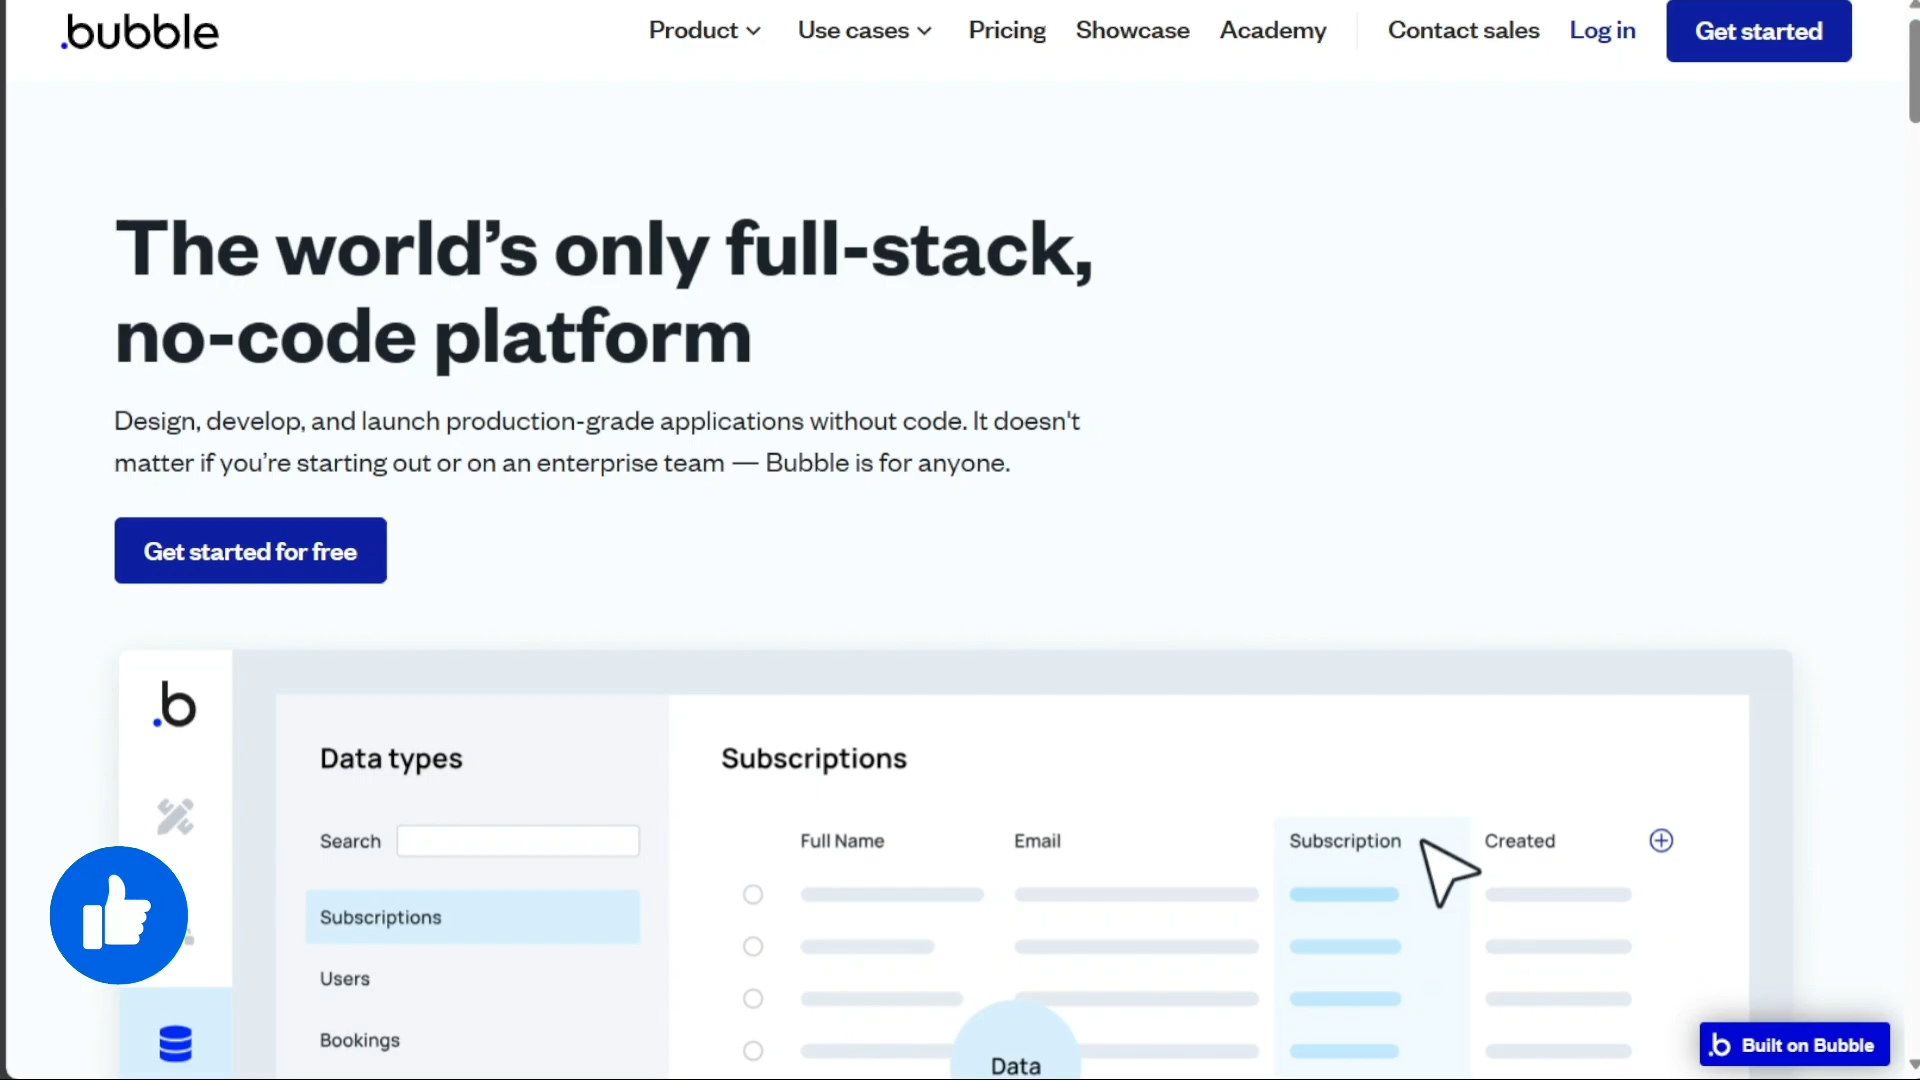 .bubble
Product
Use cases
Pricing
Showcase
Academy
Contact sales
Log in
Get started
The world’s only full-stack,
no-code platform
Design, develop, and launch production-grade applications without code. It doesn't
matter if you’re starting out or on an enterprise team — Bubble is for anyone.
Get started for free
.b
Data types
Search
Subscriptions
Users
Bookings
Subscriptions
Full Name
Email
Subscription
Created
Data
b Built on Bubble